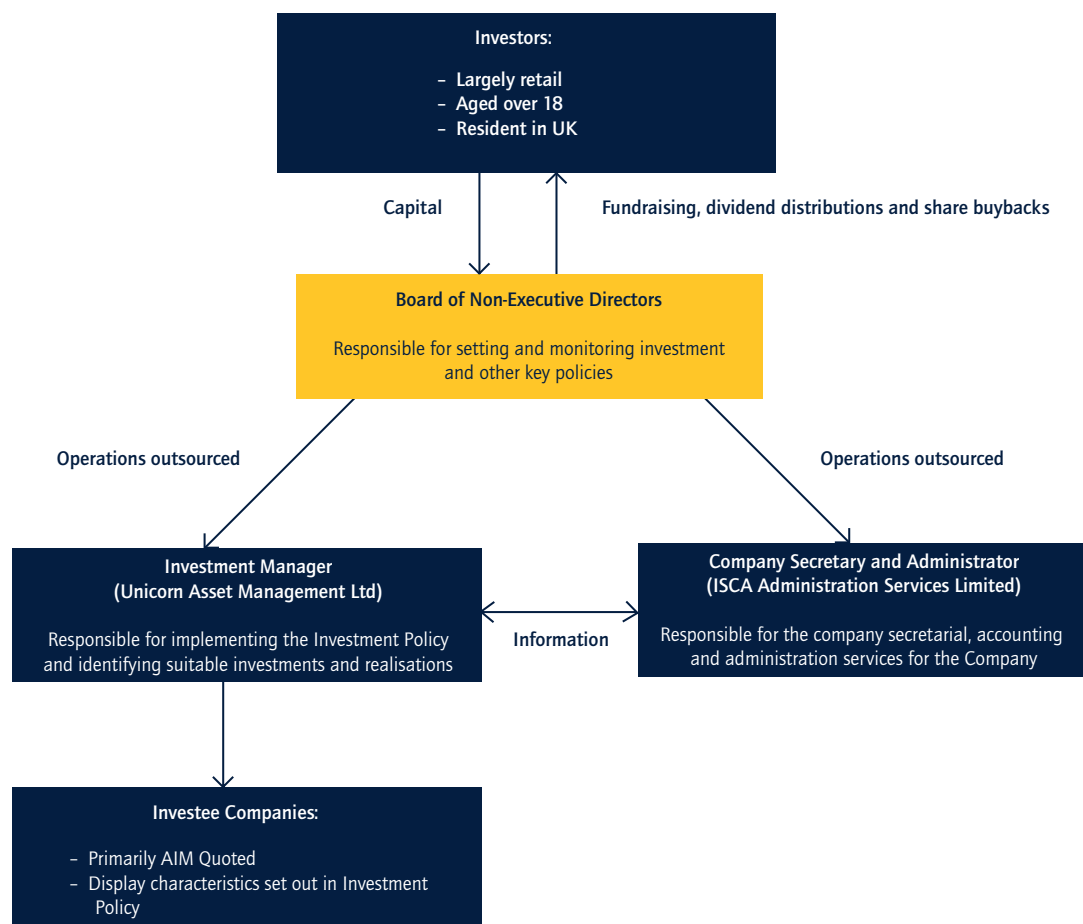 Investors:
– Largely retail
– Aged over 18
– Resident in UK
Capital
Fundraising, dividend distributions and share buybacks
Board of Non-Executive Directors
Responsible for setting and monitoring investment
and other key policies
Operations outsourced
Operations outsourced
Investment Manager
(Unicorn Asset Management Ltd)
Responsible for implementing the Investment Policy
and identifying suitable investments and realisations
Information
Company Secretary and Administrator
(ISCA Administration Services Limited)
Responsible for the company secretarial, accounting
and administration services for the Company
Investee Companies:
– Primarily AIM Quoted
– Display characteristics set out in Investment
Policy